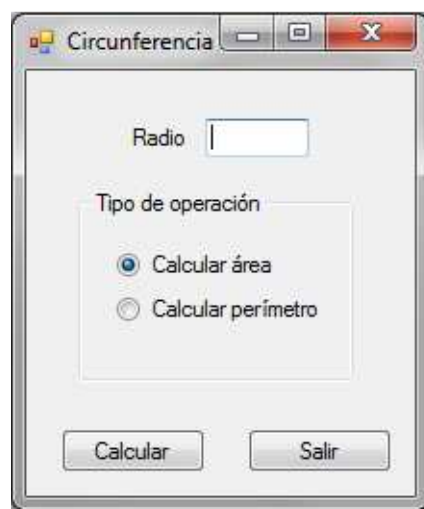 Circunferencia
Radio
Tipo de operación
Calcular área
Calcular perímetro
Calcular
Salir